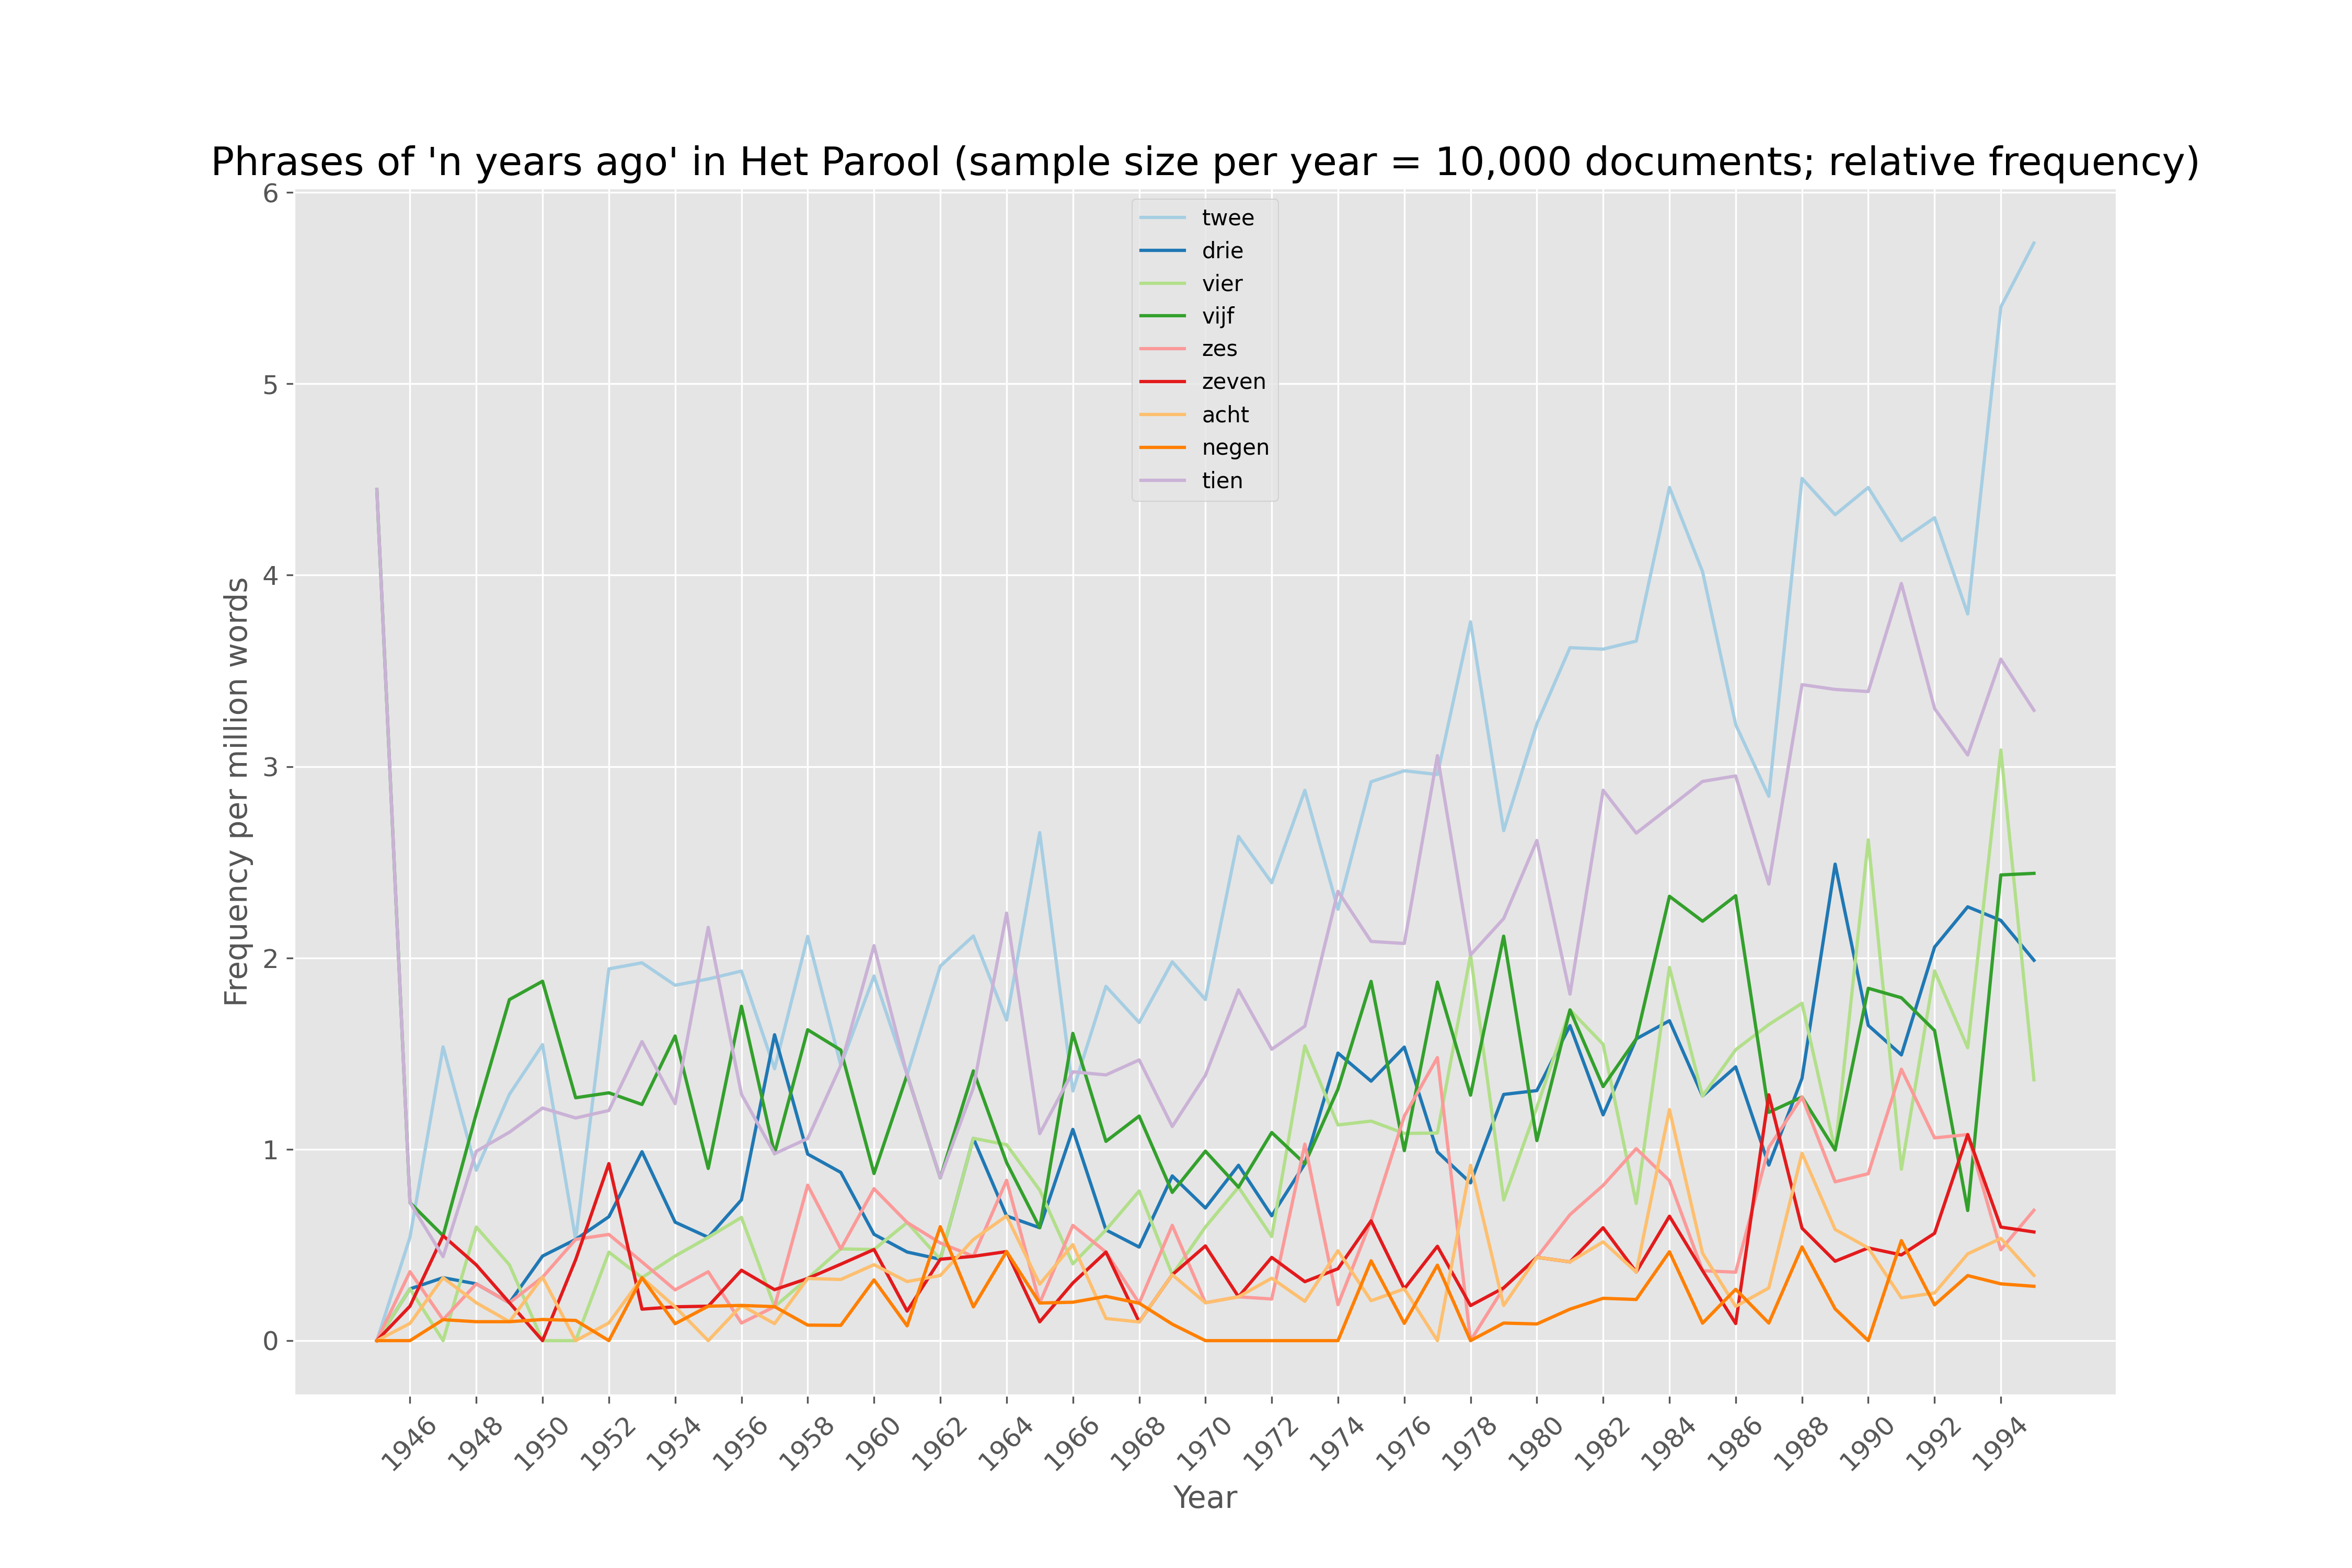 Phrases of 'n years ago' in Het Parool (sample size per year = 10,000 documents; relative frequency)
6
5
4
3
2
1
0
Frequency per million words
twee
drie
vier
vijf
zes
zeven
acht
negen
tien
1946
1948
1950
1952
1954
1956
1958
1960
1962
1964
1966
1968
1970
1972
1974
1976
1978
1980
1982
1984
1986
1988
1990
1992
1994
Year